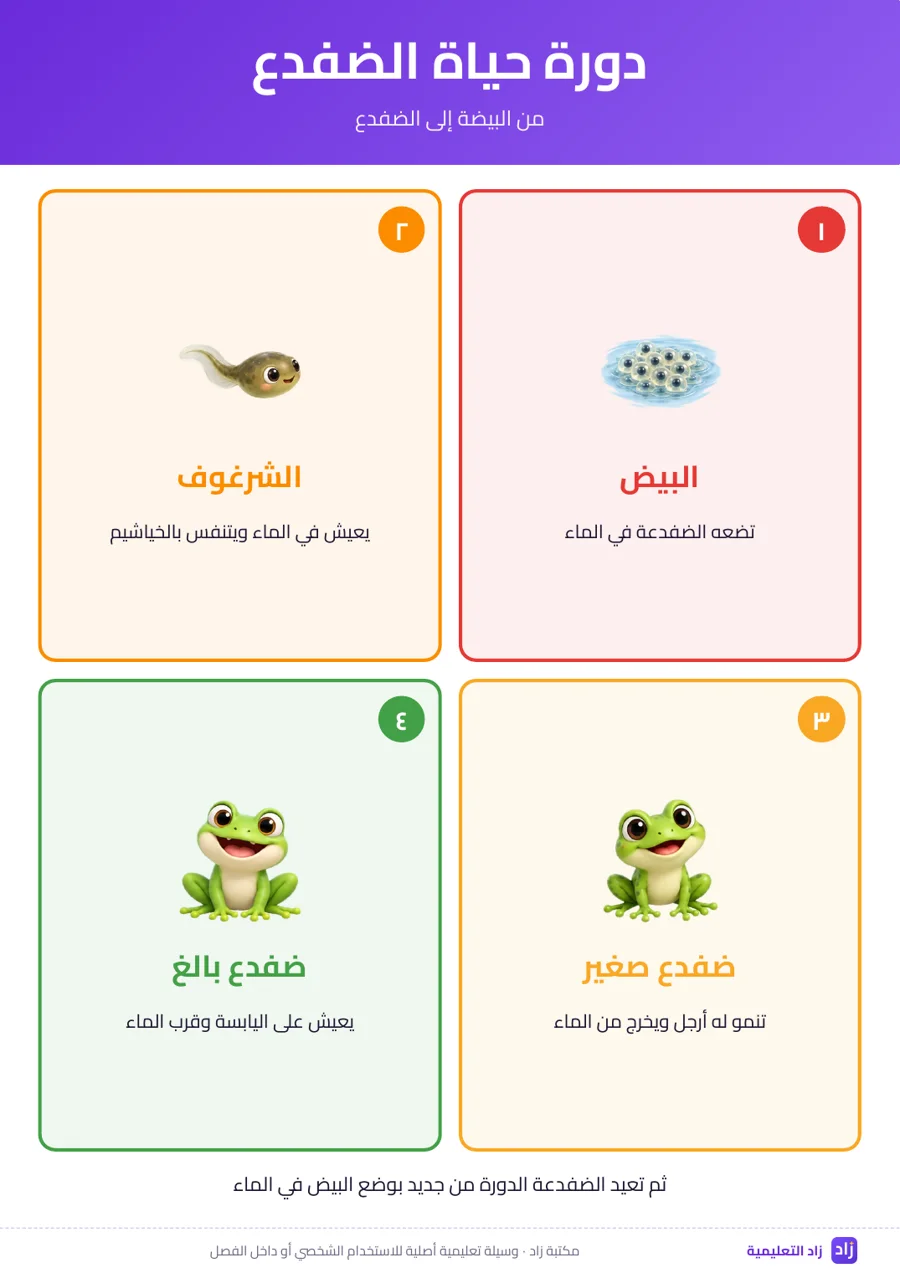 دورة حياة الضفدع
من البيضة إلى الضفدع
١
البيض
تضعه الضفدعة في الماء
٢
الشرغوف
يعيش في الماء ويتنفس بالخياشيم
٣
ضفدع صغير
تنمو له أرجل ويخرج من الماء
٤
ضفدع بالغ
يعيش على اليابسة وقرب الماء
ثم تعيد الضفدعة الدورة من جديد بوضع البيض في الماء
زاد
زاد التعليمية
مكتبة زاد · وسيلة تعليمية أصلية للاستخدام الشخصي أو داخل الفصل